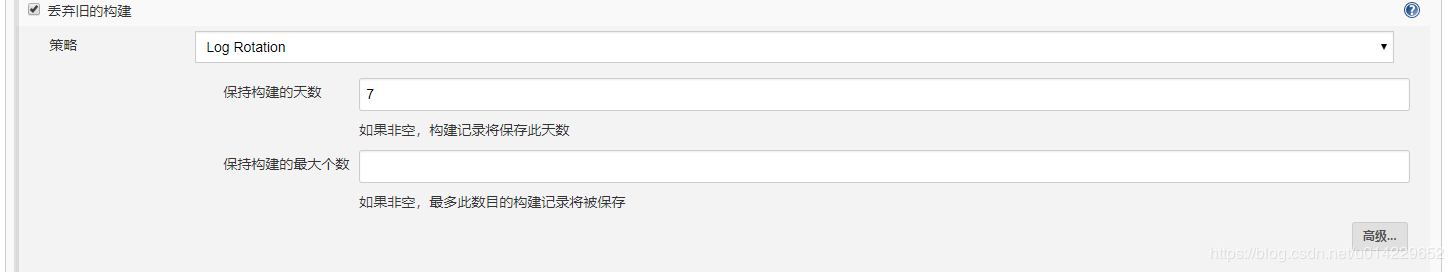 丢弃旧的构建
策略
Log Rotation
保持构建的天数
7
如果非空，构建记录将保存此天数
保持构建的最大个数
如果非空，最多此数目的构建记录将被保存
高级...
https://blog.csdn.net/u014229652